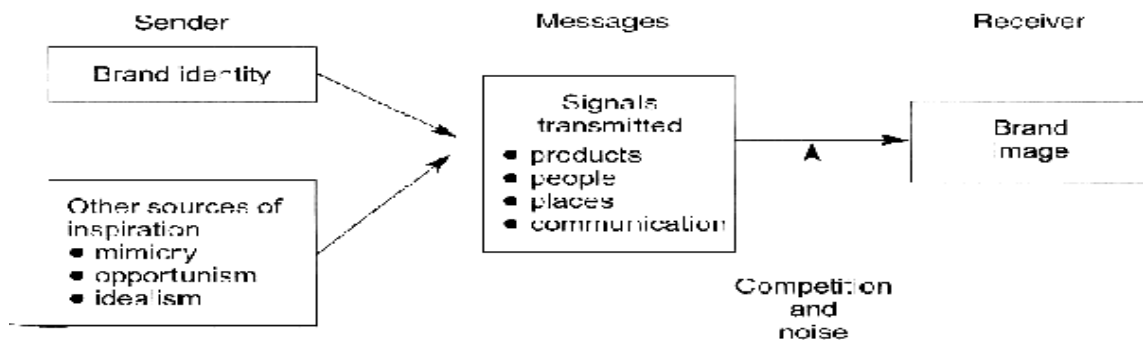 Sender
Messages
Receiver
Brand identity
Other sources of
inspiration
● mimicry
● opportunism
● idealism
Signals
transmitted
● products
● people
● places
● communication
Brand
image
Competition
and
noise